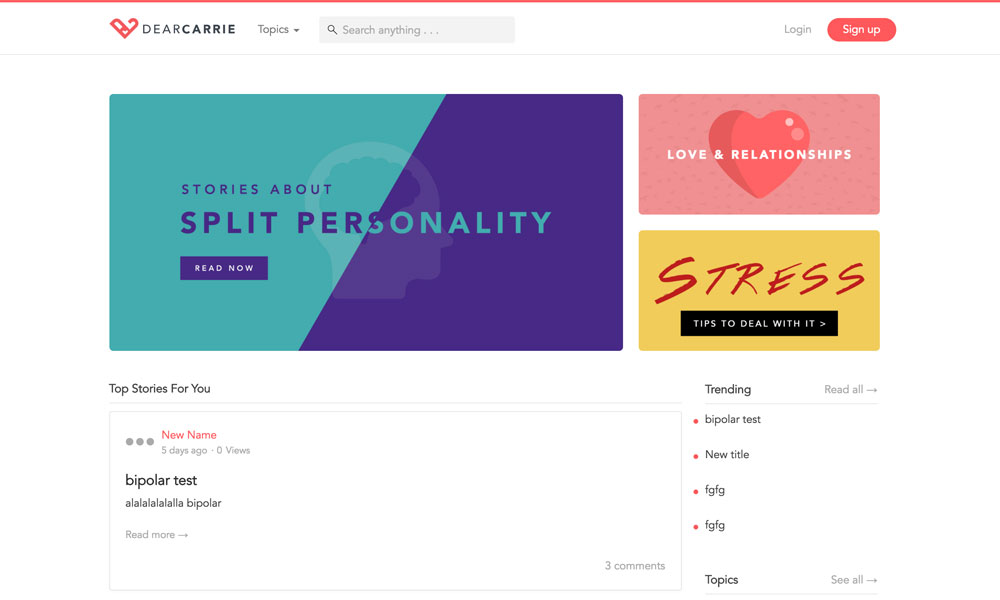 DEARCARRIE
Topics
Search anything . . .
Login
Sign up
STORIES ABOUT
SPLIT PERSONALITY
READ NOW
LOVE & RELATIONSHIPS
STRESS
TIPS TO DEAL WITH IT >
Top Stories For You
New Name
5 days ago · 0 Views
bipolar test
alalalalalalla bipolar
Read more →
3 comments
Trending
Read all →
bipolar test
New title
fgfg
fgfg
Topics
See all →